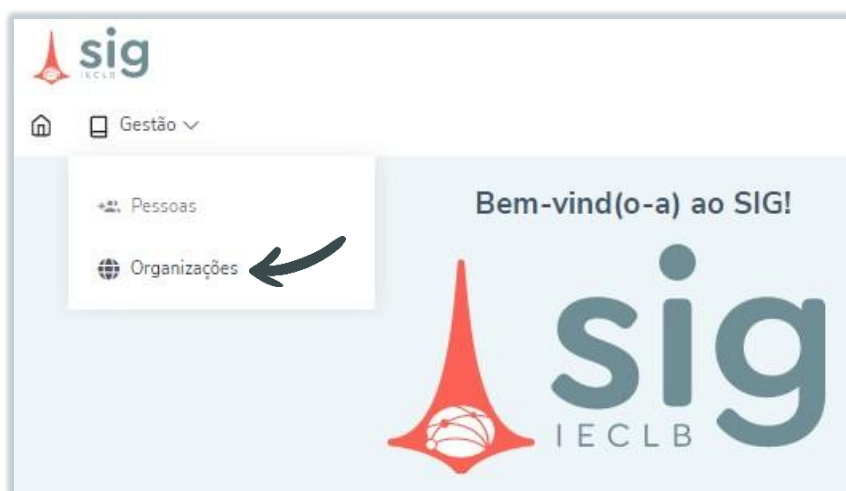 sig
IECLB
Gestão
Pessoas
Organizações
Bem-vind(o-a) ao SIG!
sig
IECLB